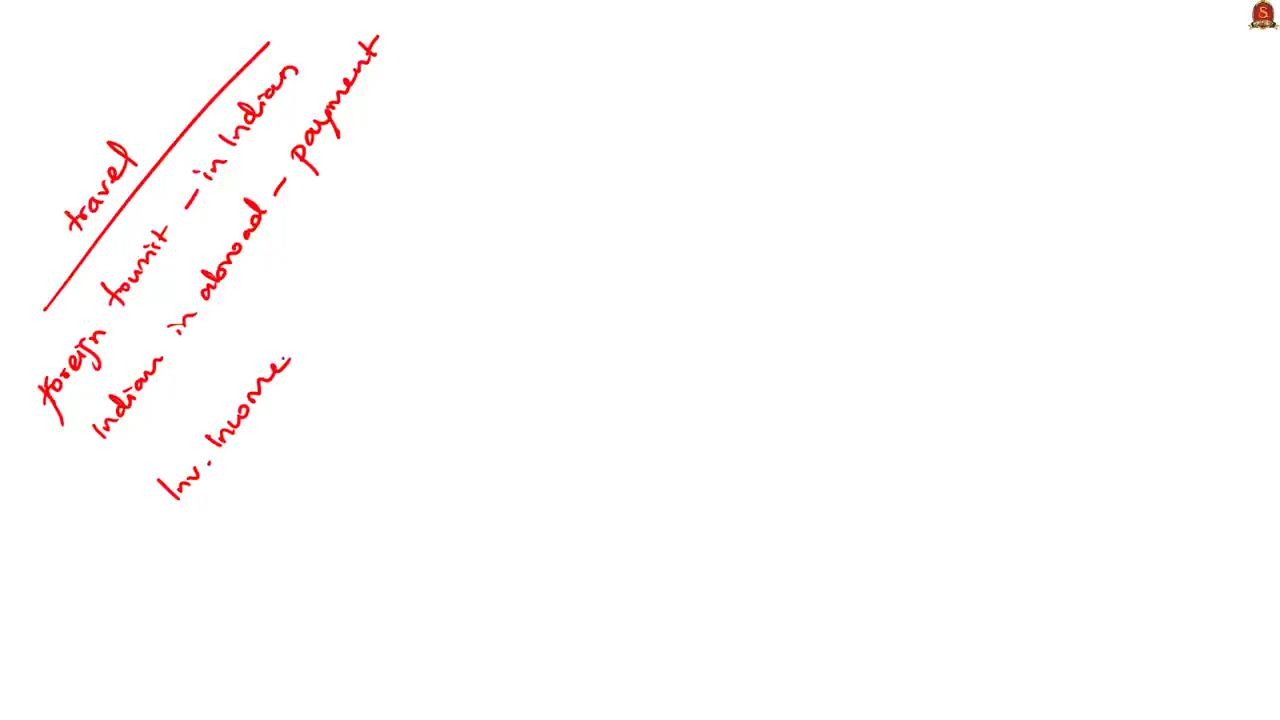 travel
foreign tourist - in Indian
Indian in abroad - payment
Inv. Income